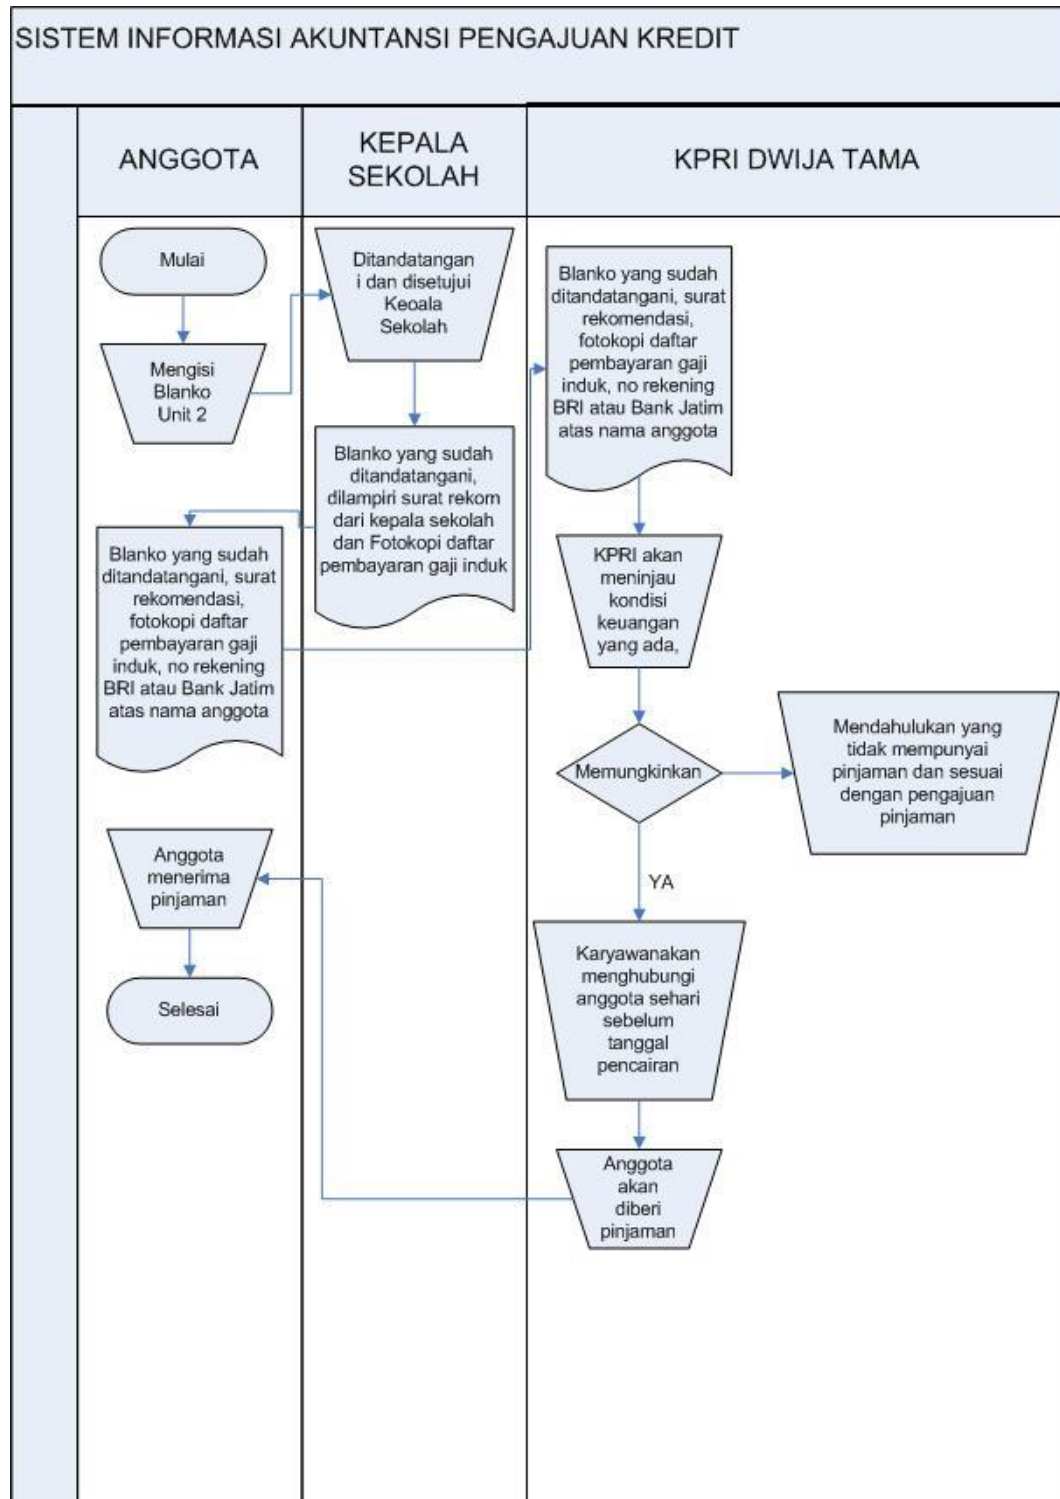 SISTEM INFORMASI AKUNTANSI PENGAJUAN KREDIT
ANGGOTA
KEPALA
SEKOLAH
KPRI DWIJA TAMA
Mulai
Mengisi
Blanko
Unit 2
Ditandatangan
i dan disetujui
Keoala
Sekolah
Blanko yang sudah
ditandatangani,
dilampiri surat rekom
dari kepala sekolah
dan Fotokopi daftar
pembayaran gaji induk
Blanko yang sudah
ditandatangani, surat
rekomendasi,
fotokopi daftar
pembayaran gaji
induk, no rekening
BRI atau Bank Jatim
atas nama anggota
Blanko yang sudah
ditandatangani, surat
rekomendasi,
fotokopi daftar
pembayaran gaji
induk, no rekening
BRI atau Bank Jatim
atas nama anggota
KPRI akan
meninjau
kondisi
keuangan
yang ada,
Memungkinkan
Mendahulukan yang
tidak mempunyai
pinjaman dan sesuai
dengan pengajuan
pinjaman
YA
Karyawanakan
menghubungi
anggota sehari
sebelum
tanggal
pencairan
Anggota
akan
diberi
pinjaman
Anggota
menerima
pinjaman
Selesai